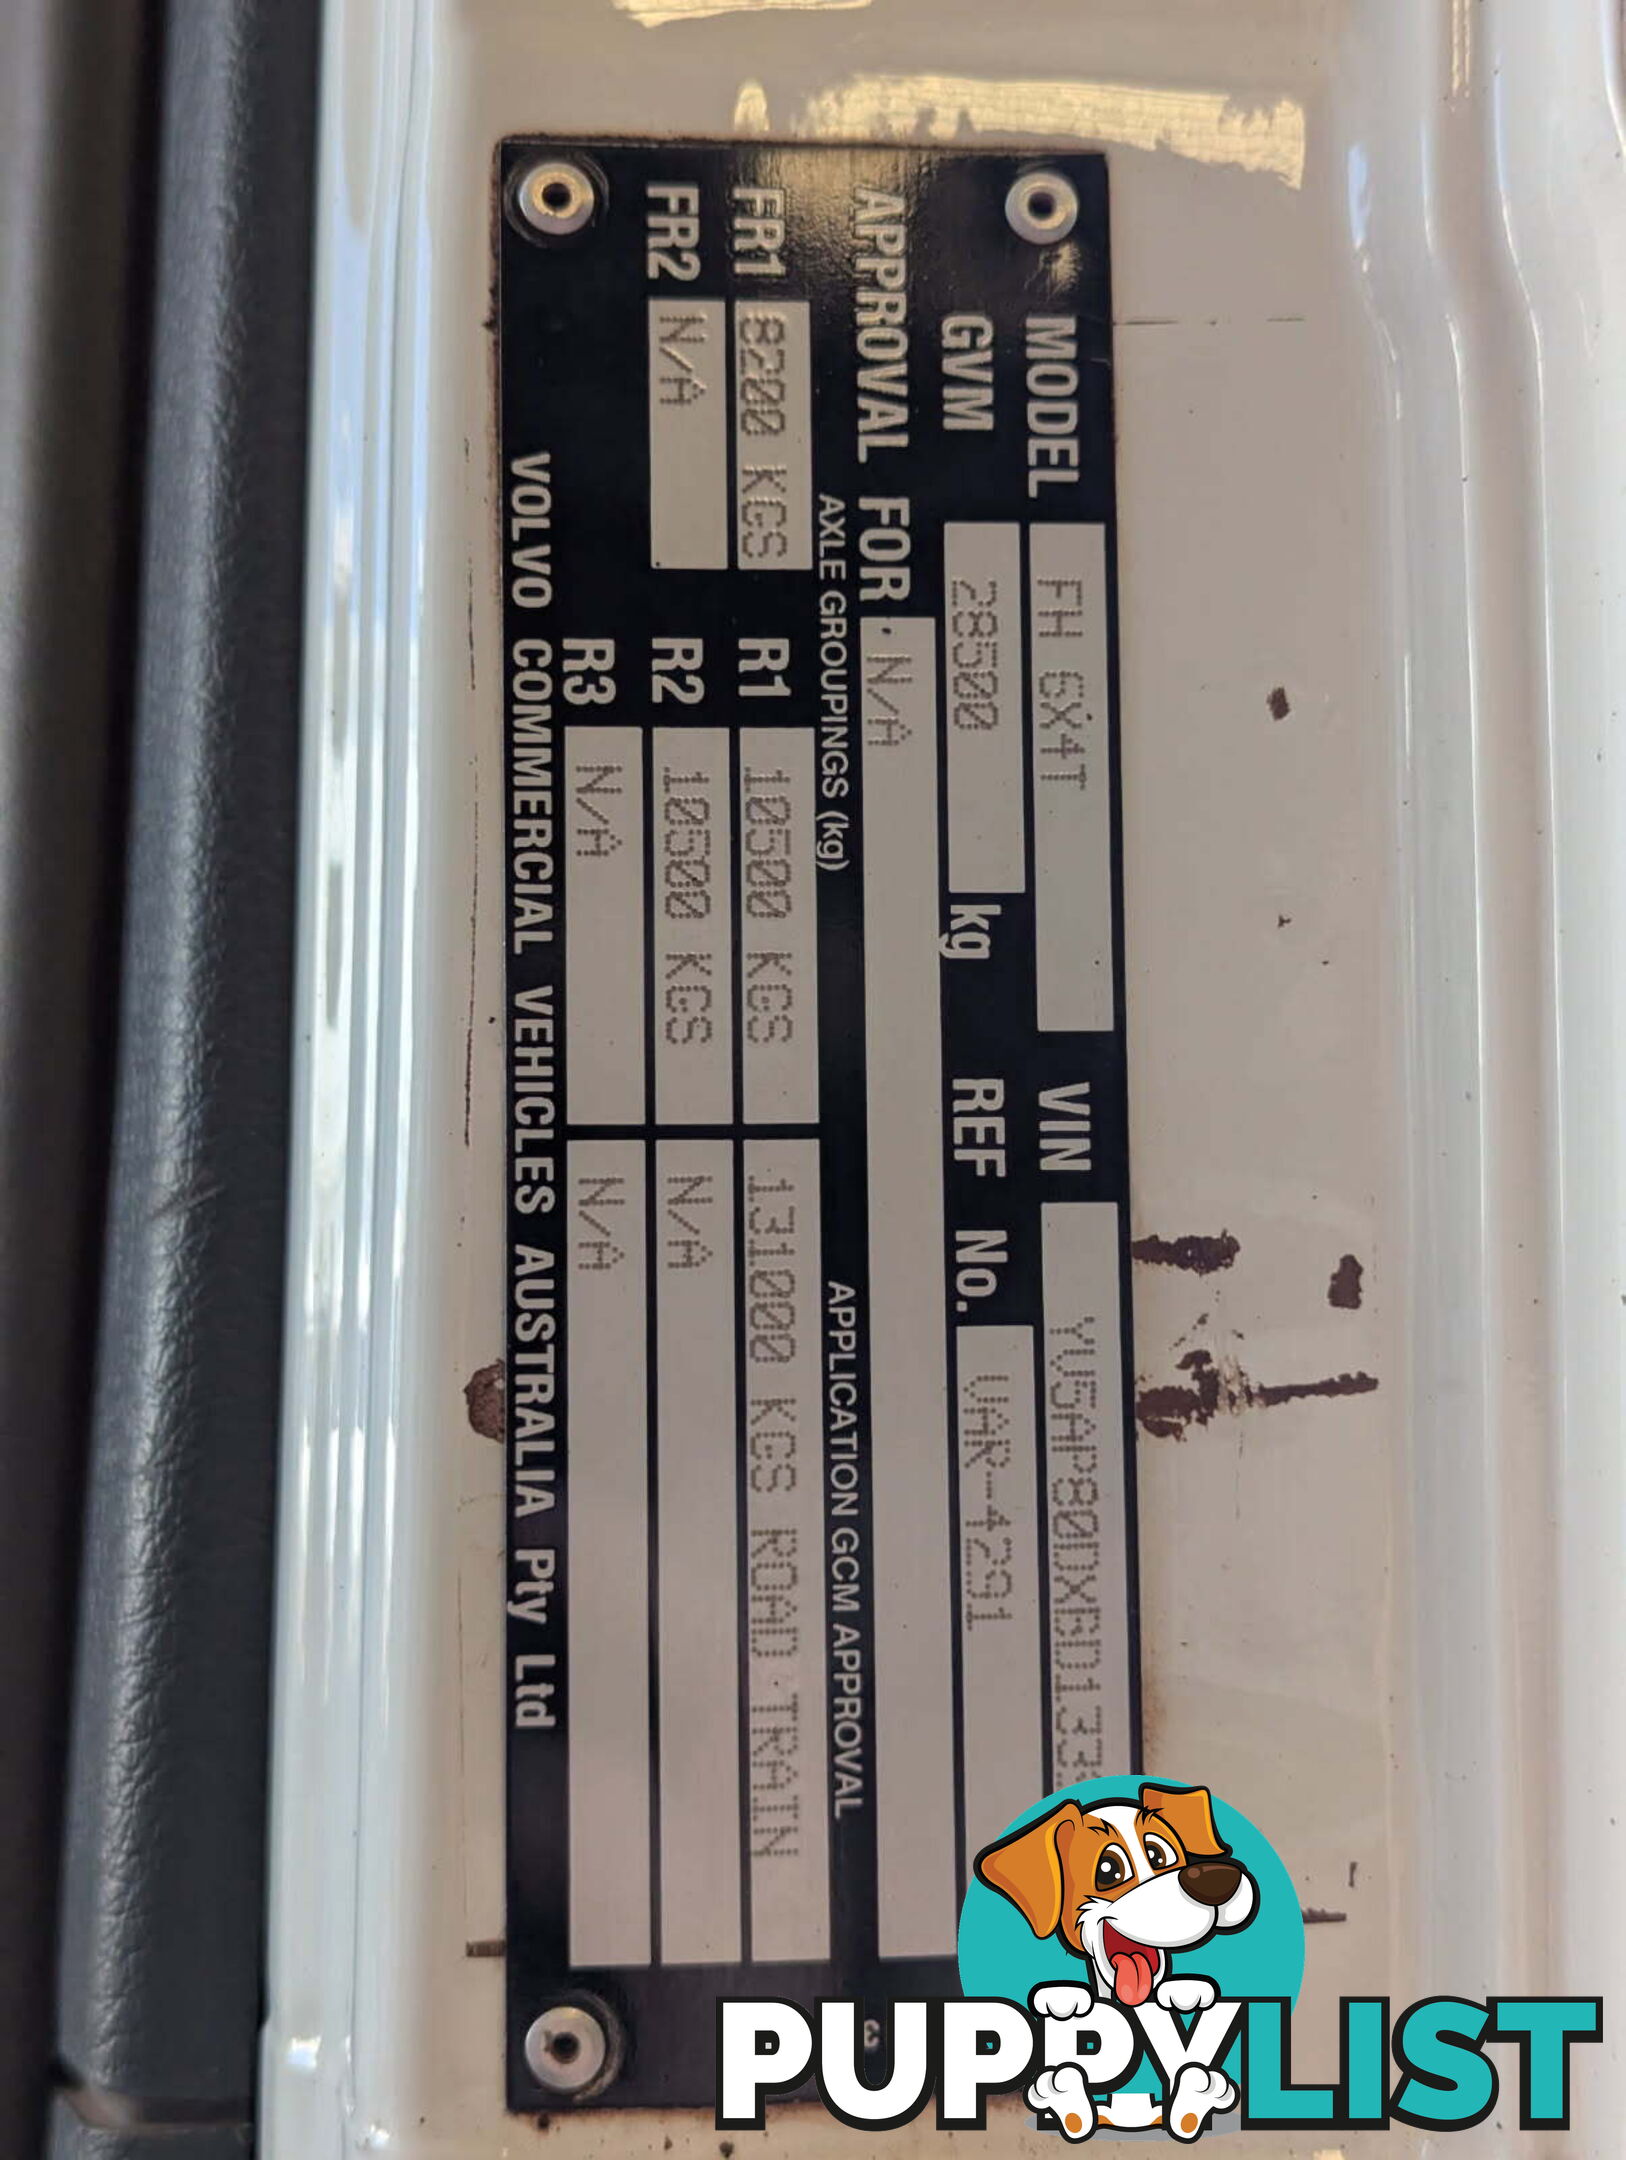 MODEL FH 6X4T VIN
GVM 28500 kg REF No. VAR-4291
APPROVAL FOR N/A
AXLE GROUPINGS (kg) APPLICATION GCM APPROVAL
FR1 8200 KGS R1 10500 KGS 131000 KGS ROAD TRAIN
FR2 N/A R2 10500 KGS N/A
R3 N/A N/A
VOLVO COMMERCIAL VEHICLES AUSTRALIA Pty Ltd
PUPPYLIST